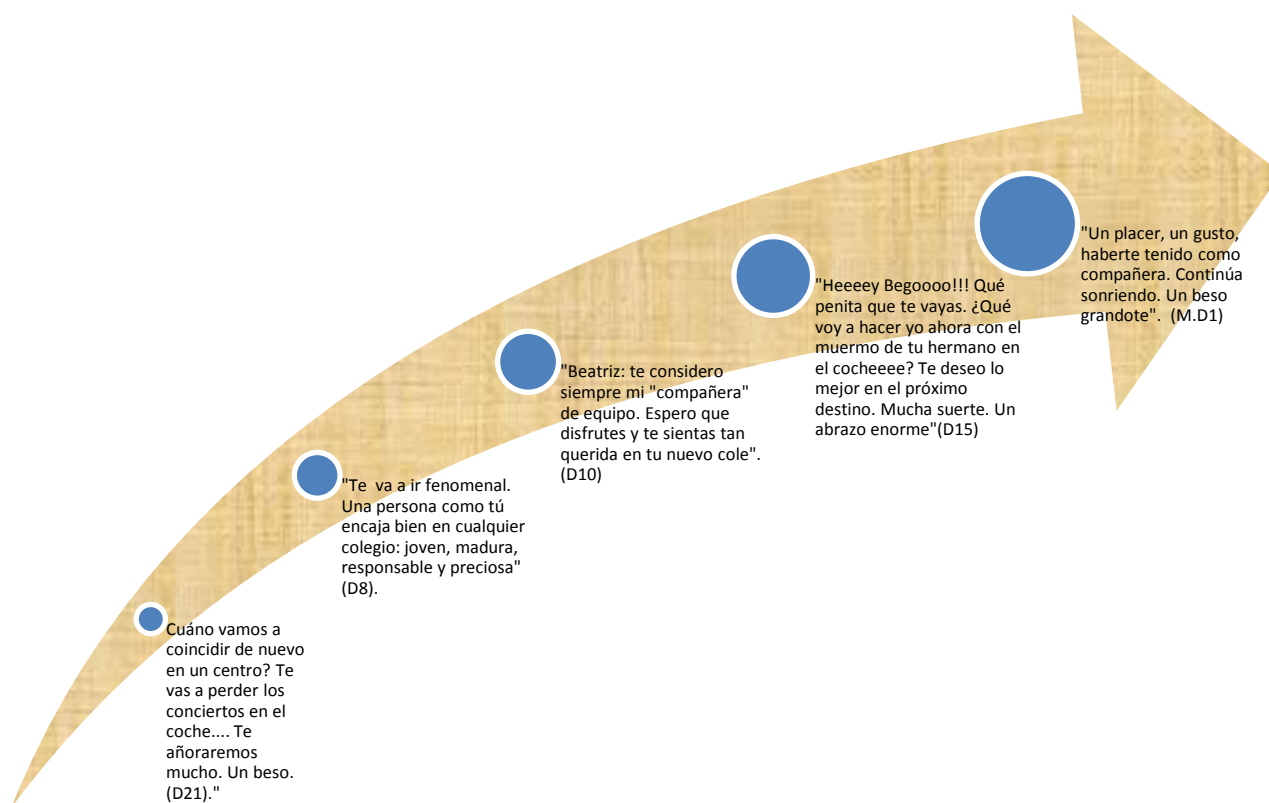 Cuáno vamos a
coincidir de nuevo
en un centro? Te
vas a perder los
conciertos en el
coche.... Te
añoraremos
mucho. Un beso.
(D21)."
"Te  va a ir fenomenal.
Una persona como tú
encaja bien en cualquier
colegio: joven, madura,
responsable y preciosa"
(D8).
"Beatriz: te considero
siempre mi "compañera"
de equipo. Espero que
disfrutes y te sientas tan
querida en tu nuevo cole".
(D10)
"Heeeey Begoooo!!! Qué
penita que te vayas. ¿Qué
voy a hacer yo ahora con el
muermo de tu hermano en
el cocheeee? Te deseo lo
mejor en el próximo
destino. Mucha suerte. Un
abrazo enorme"(D15)
"Un placer, un gusto,
haberte tenido como
compañera. Continúa
sonriendo. Un beso
grandote".  (M.D1)